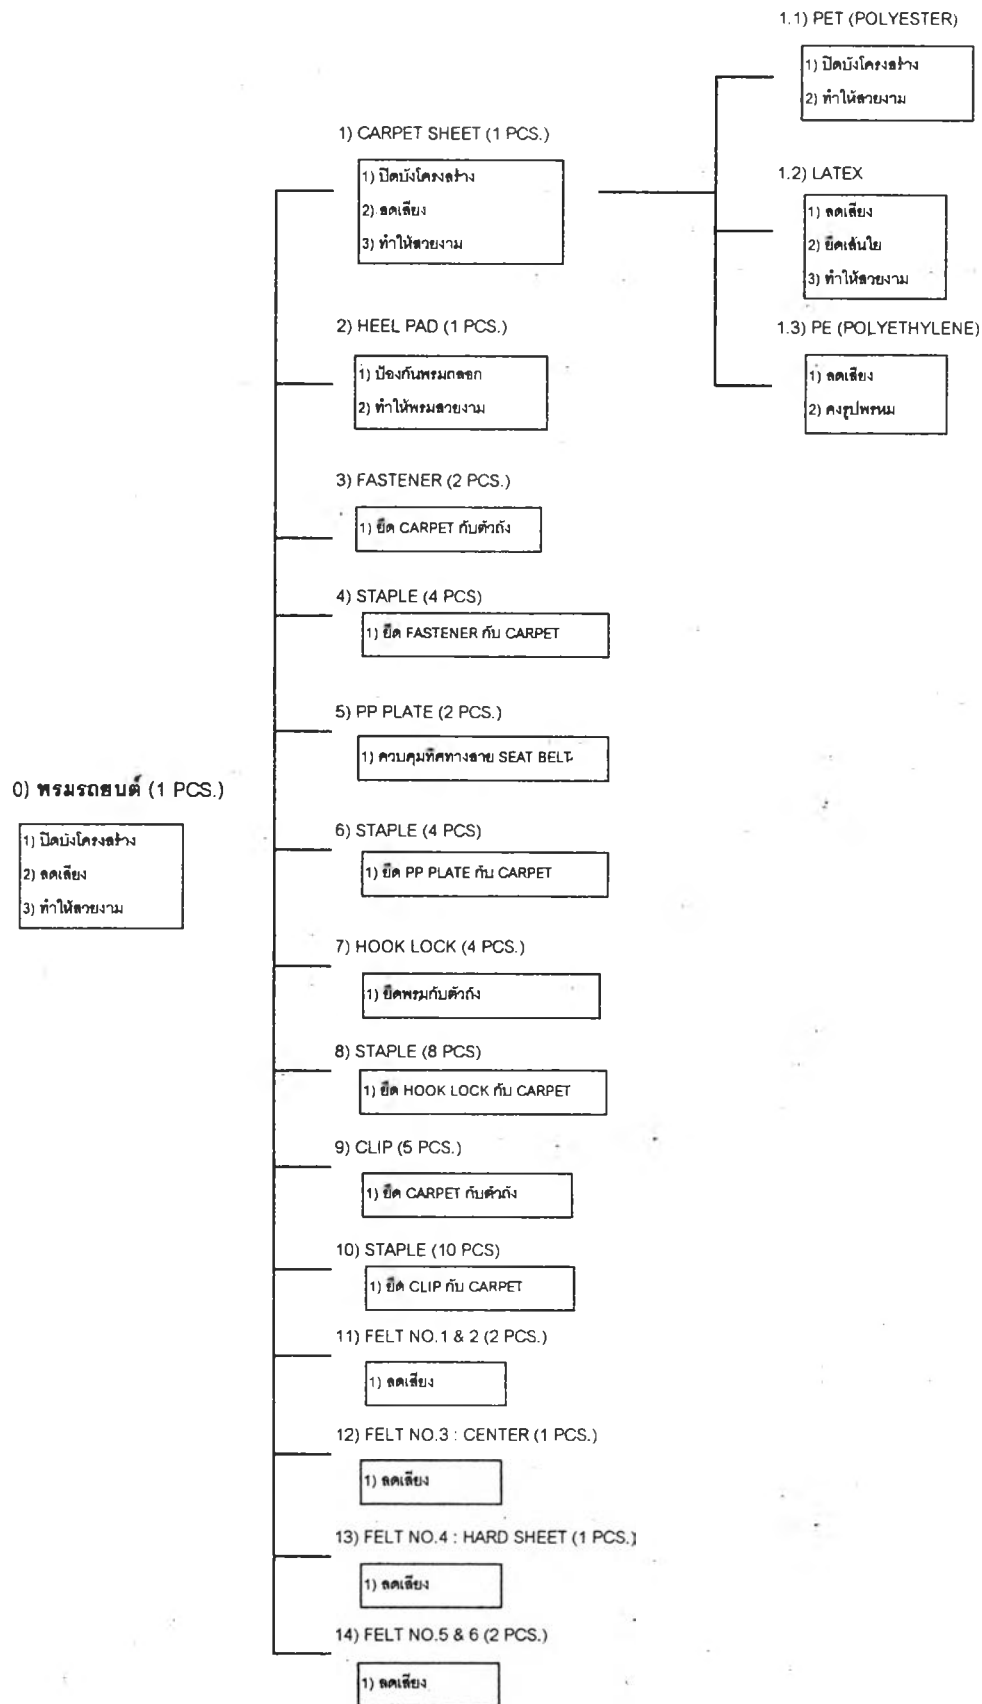 0) พรมรถยนต์ (1 PCS.)
1) ปิดบังโครงสร้าง
2) ลดเสียง
3) ทำให้สวยงาม
1) CARPET SHEET (1 PCS.)
1) ปิดบังโครงสร้าง
2) ลดเสียง
3) ทำให้สวยงาม
1.1) PET (POLYESTER)
1) ปิดบังโครงสร้าง
2) ทำให้สวยงาม
1.2) LATEX
1) ลดเสียง
2) ยึดเส้นใย
3) ทำให้สวยงาม
1.3) PE (POLYETHYLENE)
1) ลดเสียง
2) คงรูปพรหม
2) HEEL PAD (1 PCS.)
1) ป้องกันพรมถลอก
2) ทำให้พรมสวยงาม
3) FASTENER (2 PCS.)
1) ยึด CARPET กับตัวถัง
4) STAPLE (4 PCS)
1) ยึด FASTENER กับ CARPET
5) PP PLATE (2 PCS.)
1) ควบคุมทิศทางสาย SEAT BELT
6) STAPLE (4 PCS)
1) ยึด PP PLATE กับ CARPET
7) HOOK LOCK (4 PCS.)
1) ยึดพรมกับตัวถัง
8) STAPLE (8 PCS)
1) ยึด HOOK LOCK กับ CARPET
9) CLIP (5 PCS.)
1) ยึด CARPET กับตัวถัง
10) STAPLE (10 PCS)
1) ยึด CLIP กับ CARPET
11) FELT NO.1 & 2 (2 PCS.)
1) ลดเสียง
12) FELT NO.3 : CENTER (1 PCS.)
1) ลดเสียง
13) FELT NO.4 : HARD SHEET (1 PCS.)
1) ลดเสียง
14) FELT NO.5 & 6 (2 PCS.)
1) ลดเสียง